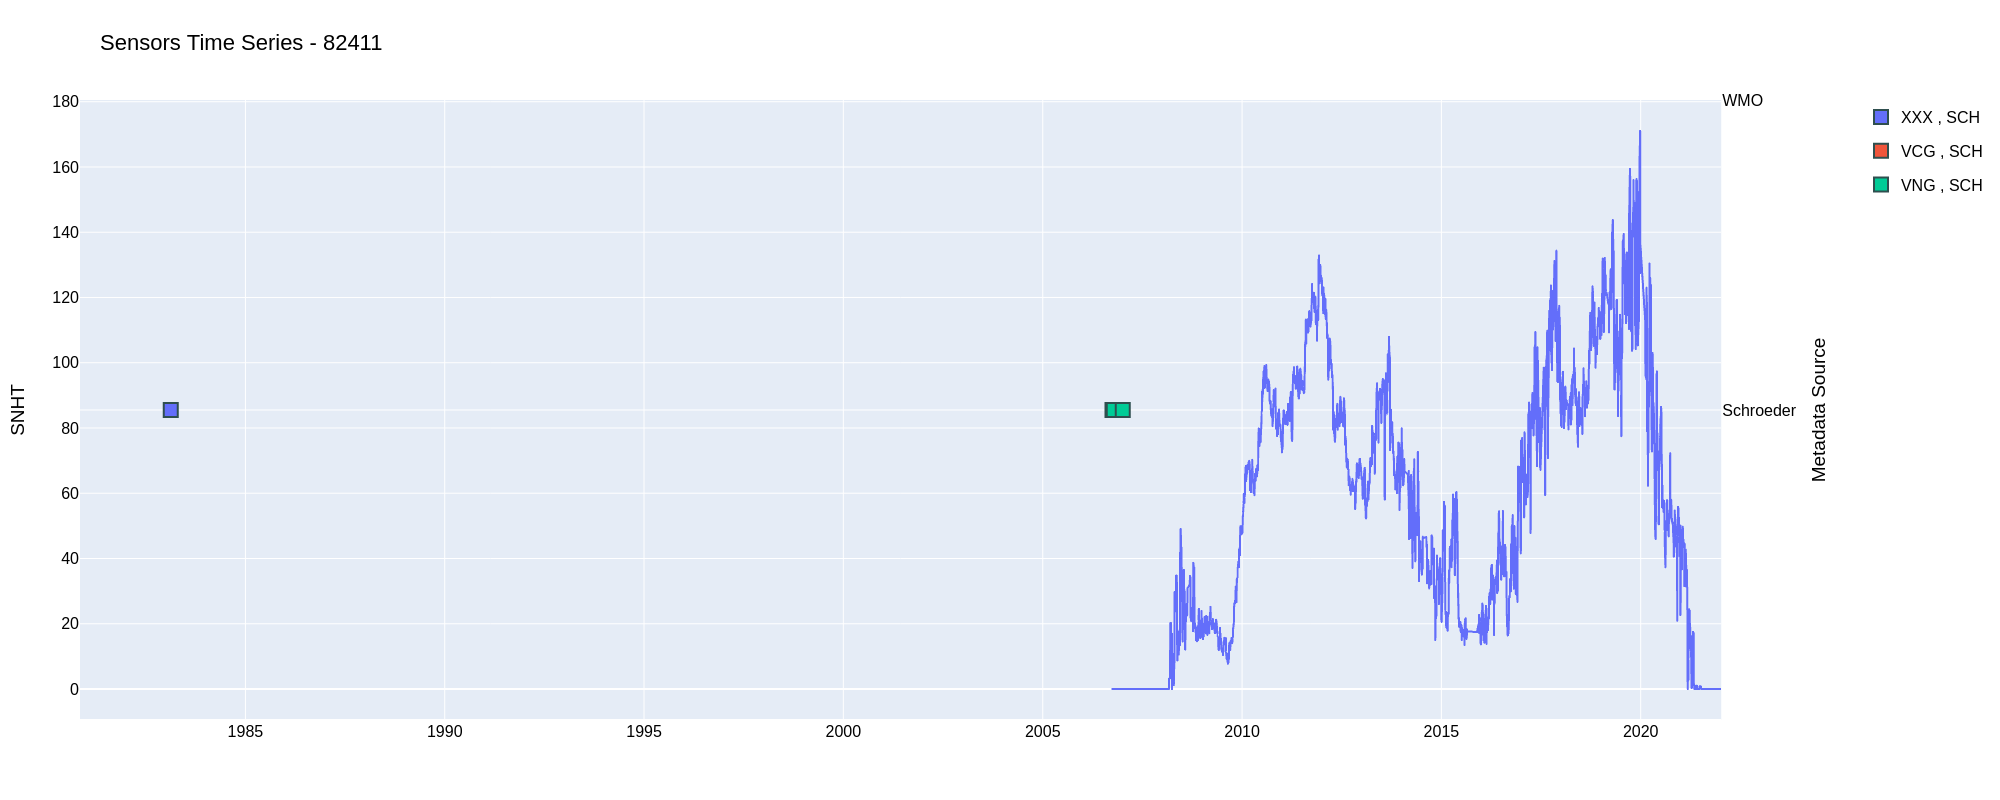 Sensors Time Series - 82411
180
160
140
120
100
80
60
40
20
0
SNHT
1985
1990
1995
2000
2005
2010
2015
2020
WMO
Schroeder
Metadata Source
XXX , SCH
VCG , SCH
VNG , SCH